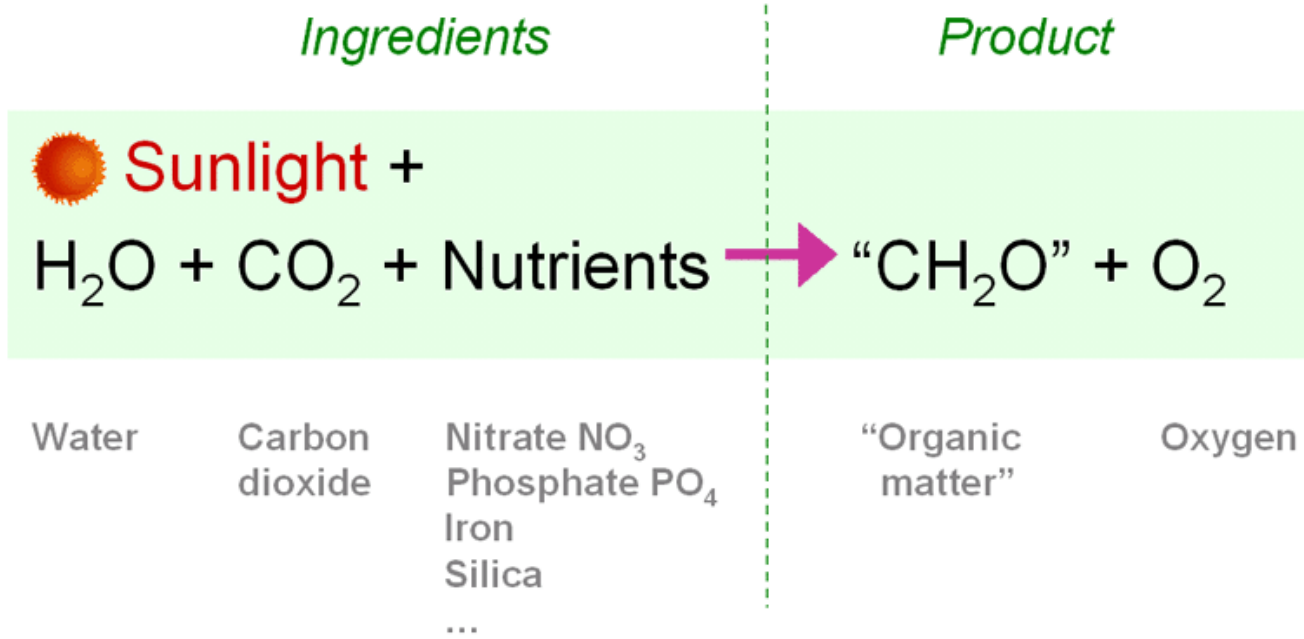 Ingredients Product
Sunlight +
H₂O + CO₂ + Nutrients “CH₂O” + O₂
Water Carbon dioxide Nitrate NO₃ “Organic matter” Oxygen
Phosphate PO₄
Iron
Silica
...